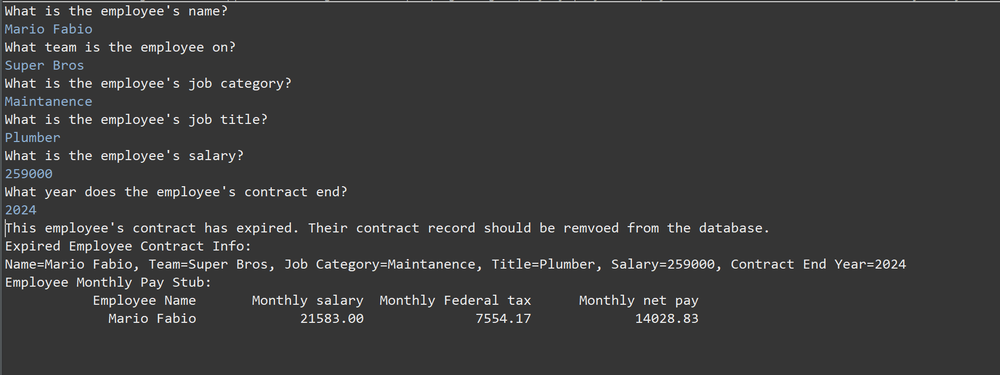 What is the employee's name?
Mario Fabio
What team is the employee on?
Super Bros
What is the employee's job category?
Maintanence
What is the employee's job title?
Plumber
What is the employee's salary?
259000
What year does the employee's contract end?
2024
This employee's contract has expired. Their contract record should be remvoed from the database.
Expired Employee Contract Info:
Name=Mario Fabio, Team=Super Bros, Job Category=Maintanence, Title=Plumber, Salary=259000, Contract End Year=2024
Employee Monthly Pay Stub:
Employee Name Monthly salary Monthly Federal tax Monthly net pay
Mario Fabio 21583.00 7554.17 14028.83